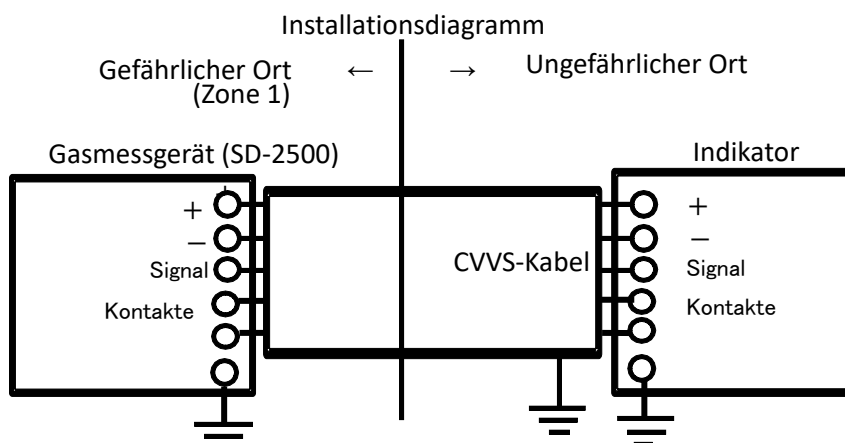 Installationsdiagramm
Gefährlicher Ort ← → Ungefährlicher Ort
(Zone 1)
Gasmessgerät (SD-2500)
Indikator
+
−
Signal
Kontakte
CVVS-Kabel
+
−
Signal
Kontakte